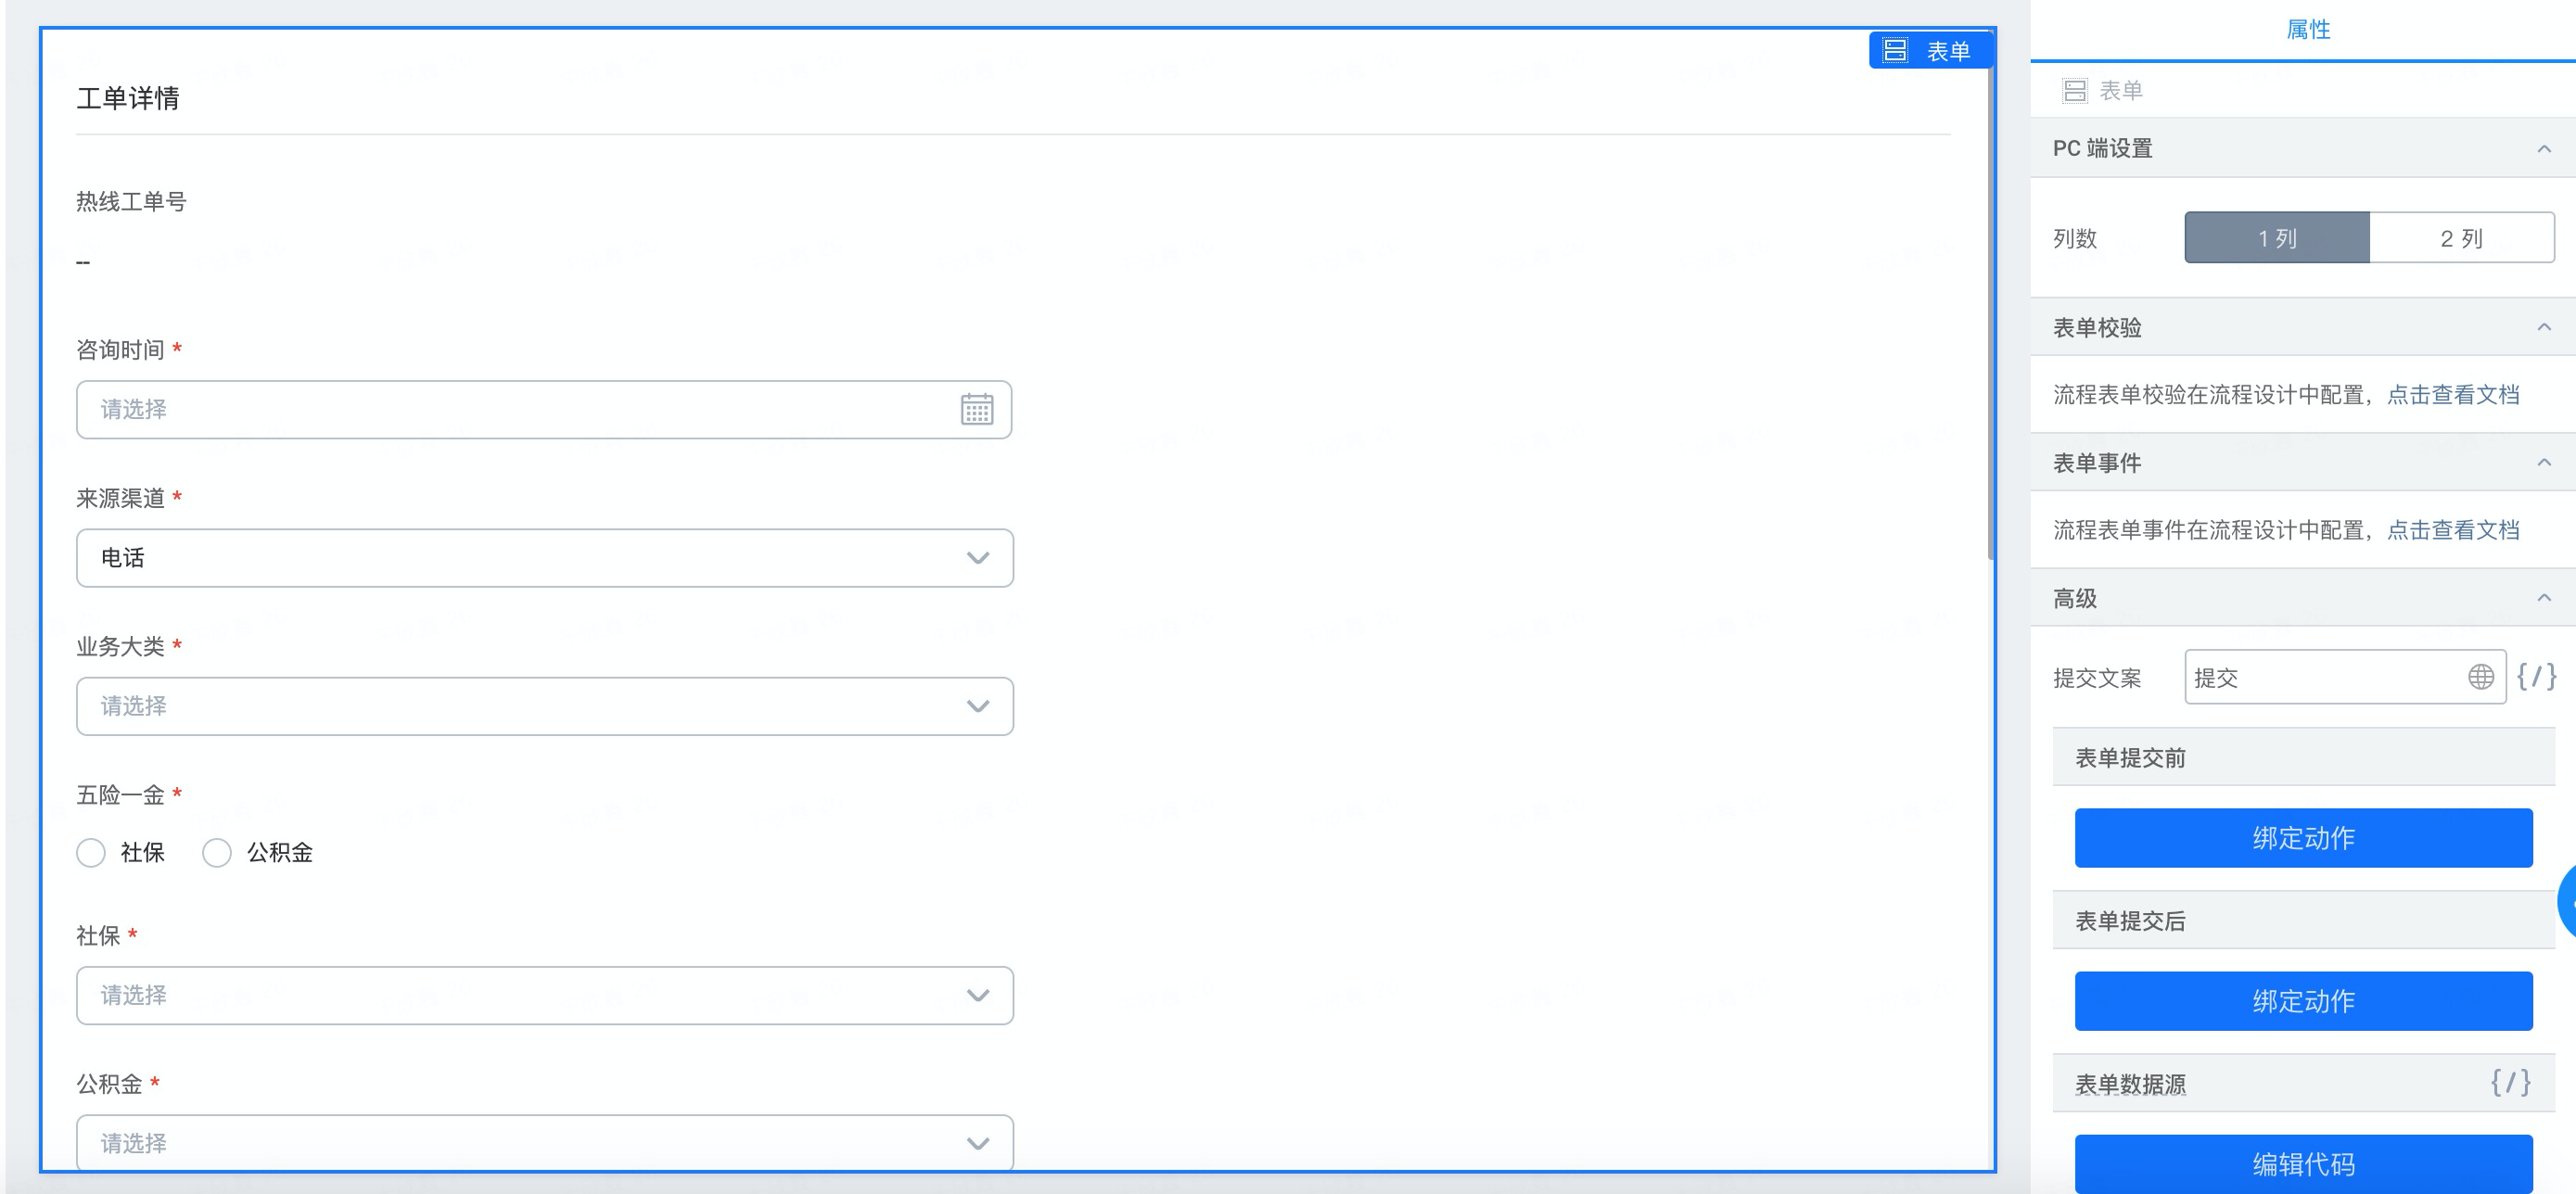 表单
工单详情
热线工单号
--
咨询时间 *
请选择
来源渠道 *
电话
业务大类 *
请选择
五险一金 *
社保 公积金
社保 *
请选择
公积金 *
请选择
属性
表单
PC 端设置
列数 1 列 2 列
表单校验
流程表单校验在流程设计中配置，点击查看文档
表单事件
流程表单事件在流程设计中配置，点击查看文档
高级
提交文案 提交 {/}
表单提交前
绑定动作
表单提交后
绑定动作
表单数据源 {/}
编辑代码